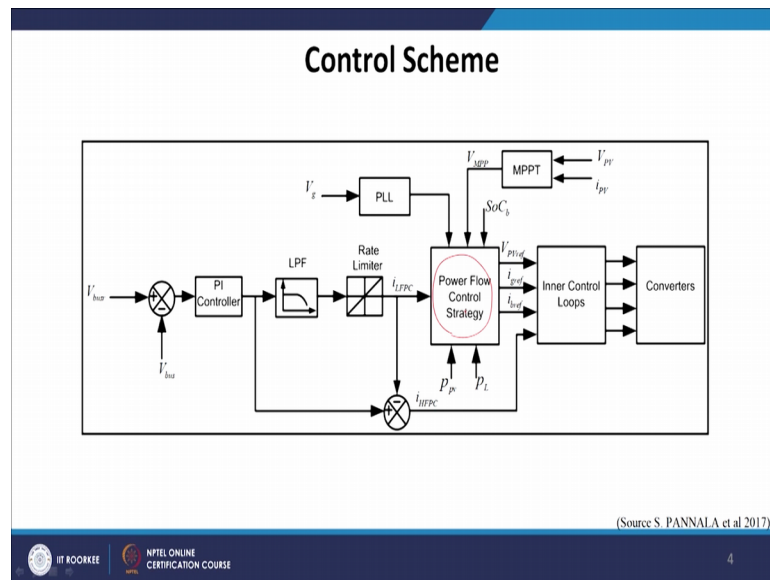 Control Scheme
MPPT
V_MPP
V_PV
i_PV
V_g
PLL
SoC_b
LPF
Rate
Limiter
V_bus
PI
Controller
i_LFPC
Power Flow
Control
Strategy
V_PVref
i_gref
i_bref
Inner Control
Loops
Converters
V_bus
P_pv
P_L
i_HFPC
(Source S. PANNALA et al 2017)
IIT ROORKEE
NPTEL ONLINE
CERTIFICATION COURSE
4